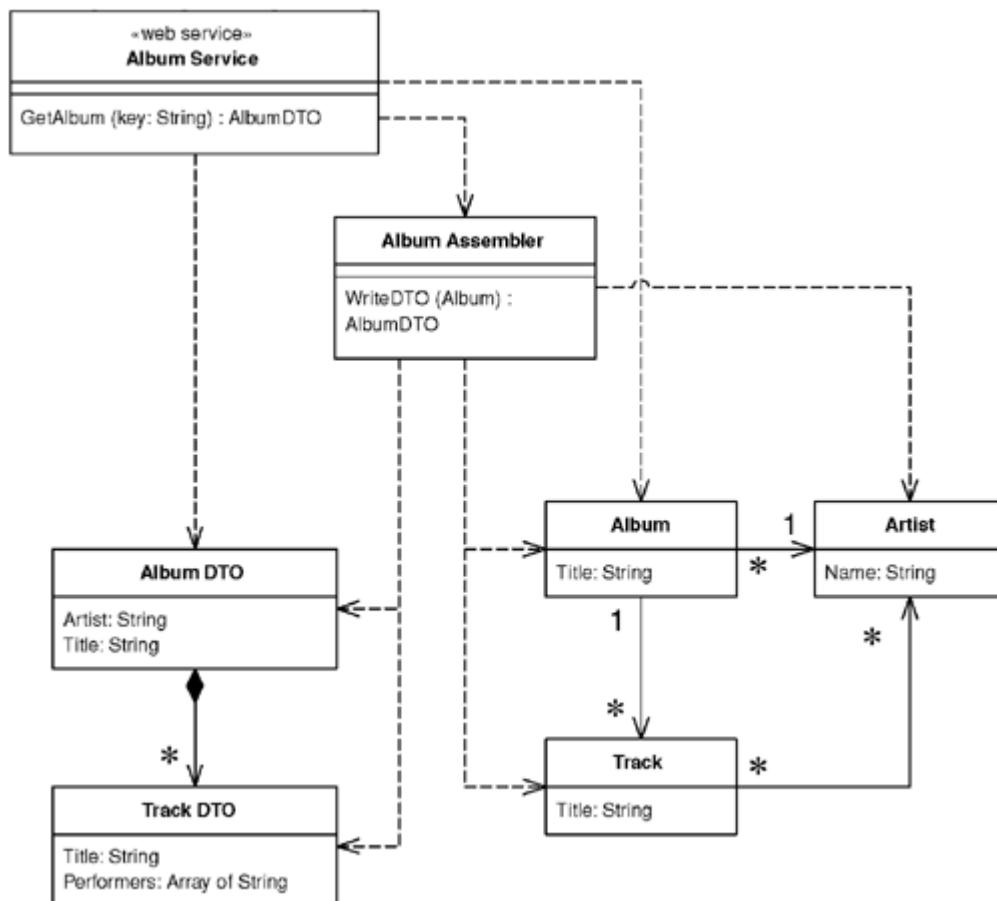 «web service»
Album Service
GetAlbum (key: String) : AlbumDTO
Album Assembler
WriteDTO (Album) :
AlbumDTO
Album
Title: String
1
*
Artist
Name: String
1
*
*
*
Album DTO
Artist: String
Title: String
*
Track
Title: String
Track DTO
Title: String
Performers: Array of String